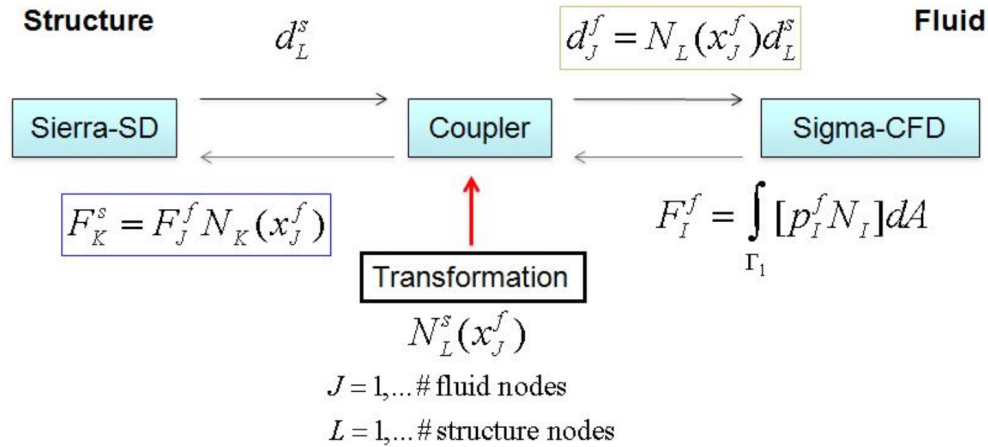 Structure
Fluid
d_L^s
d_J^f = N_L(x_J^f)d_L^s
Sierra-SD
Coupler
Sigma-CFD
F_K^s = F_J^f N_K(x_J^f)
F_I^f = ∫_{Γ_1} [p_I^f N_I]dA
Transformation
N_L^s(x_J^f)
J = 1,...# fluid nodes
L = 1,...# structure nodes